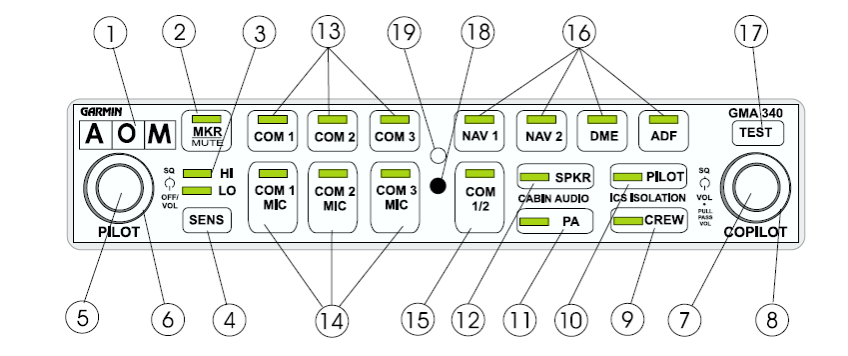 1 2 3 13 19 18 16 17
GARMIN GMA 340
A O M MKR MUTE COM 1 COM 2 COM 3 NAV 1 NAV 2 DME ADF TEST
SQ HI SPKR PILOT SQ
OFF/ VOL LO COM 1 MIC COM 2 MIC COM 3 MIC COM 1/2 CABIN AUDIO ICS ISOLATION VOL
SENS PA CREW PULL PASS VOL
PILOT COPILOT
5 6 4 14 15 12 11 10 9 7 8